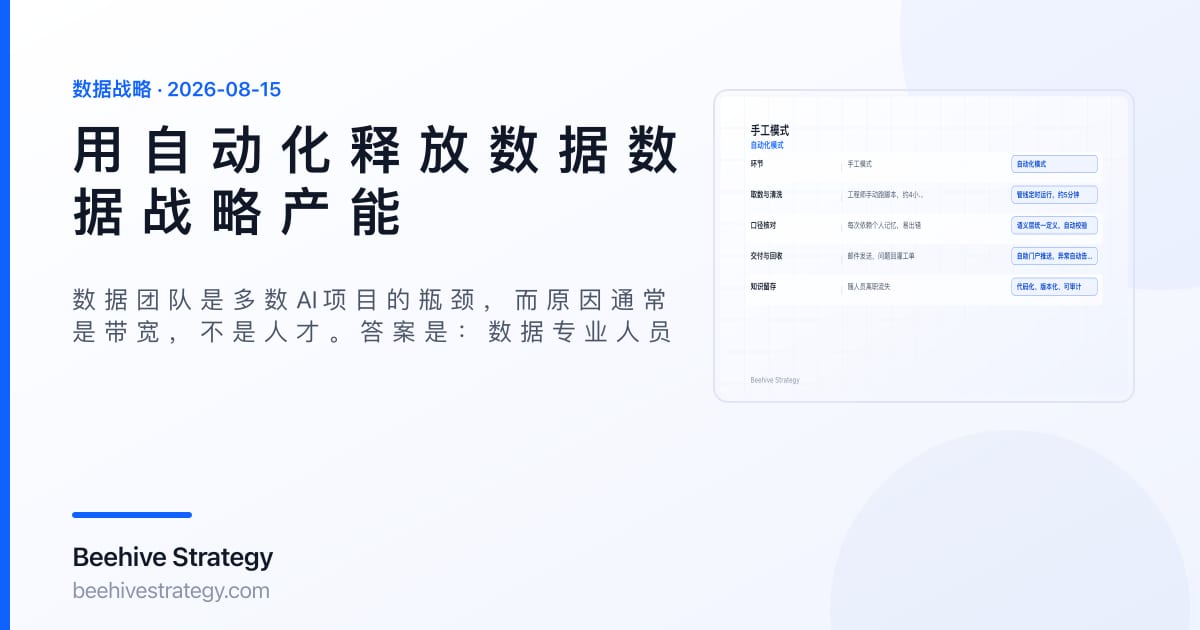 数据战略 · 2026-08-15
用自动化释放数据数
据战略产能
数据团队是多数AI项目的瓶颈，而原因通常
是带宽，不是人才。答案是：数据专业人员
手工模式
自动化模式
环节 手工模式 自动化模式
取数与清洗 工程师手动跑脚本，约4小… 管线定时运行，约5分钟
口径核对 每次依赖个人记忆，易出错 语义层统一定义，自动校验
交付与回收 邮件发送，问题回灌工单 自助门户推送，异常自动告…
知识留存 随人员离职流失 代码化、版本化、可审计
Beehive Strategy
Beehive Strategy
beehivestrategy.com